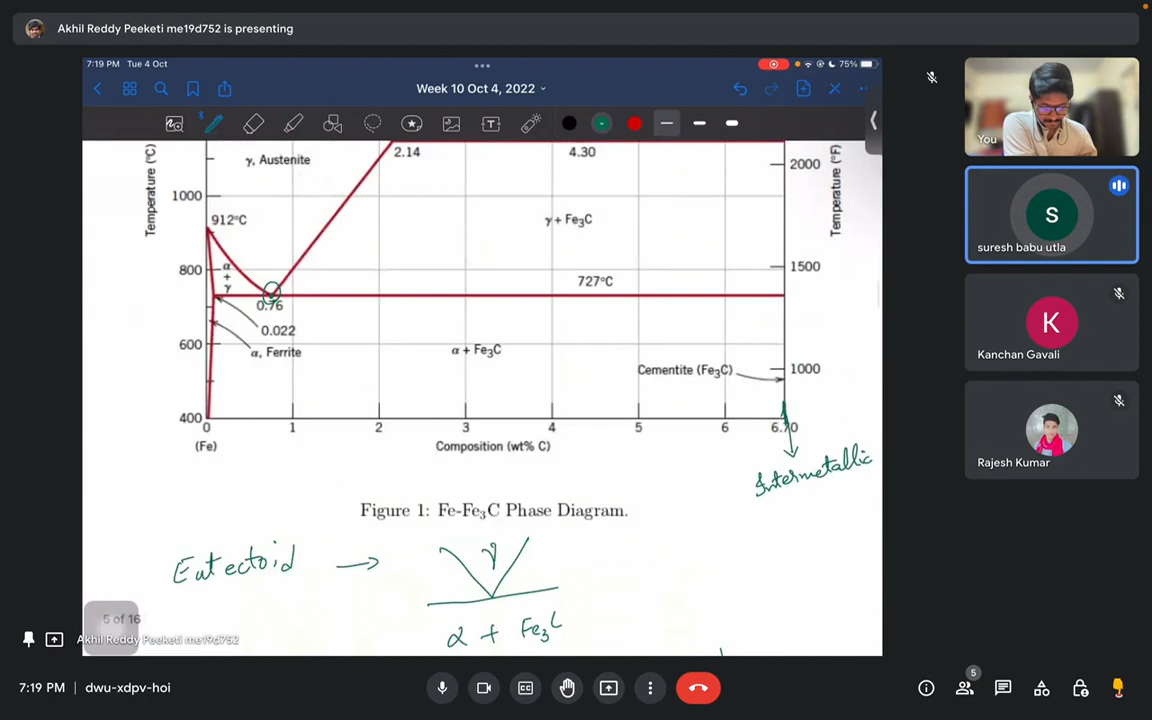 Akhil Reddy Peeketi me19d752 is presenting
7:19 PM Tue 4 Oct
75%
Week 10 Oct 4, 2022
T
You
S
suresh babu utla
K
Kanchan Gavali
Rajesh Kumar
Temperature (°C)
Temperature (°F)
γ, Austenite
2.14
4.30
2000
1000
912°C
γ + Fe3C
800
α
+
γ
727°C
1500
0.76
0.022
600
α, Ferrite
α + Fe3C
Cementite (Fe3C)
1000
400
0
1
2
3
4
5
6
6.70
(Fe)
Composition (wt% C)
Intermetallic
Figure 1: Fe-Fe3C Phase Diagram.
Eutectoid →
γ
α + Fe3C
5 of 16
Akhil Reddy Peeketi me19d752
7:19 PM | dwu-xdpv-hoi
CC
5